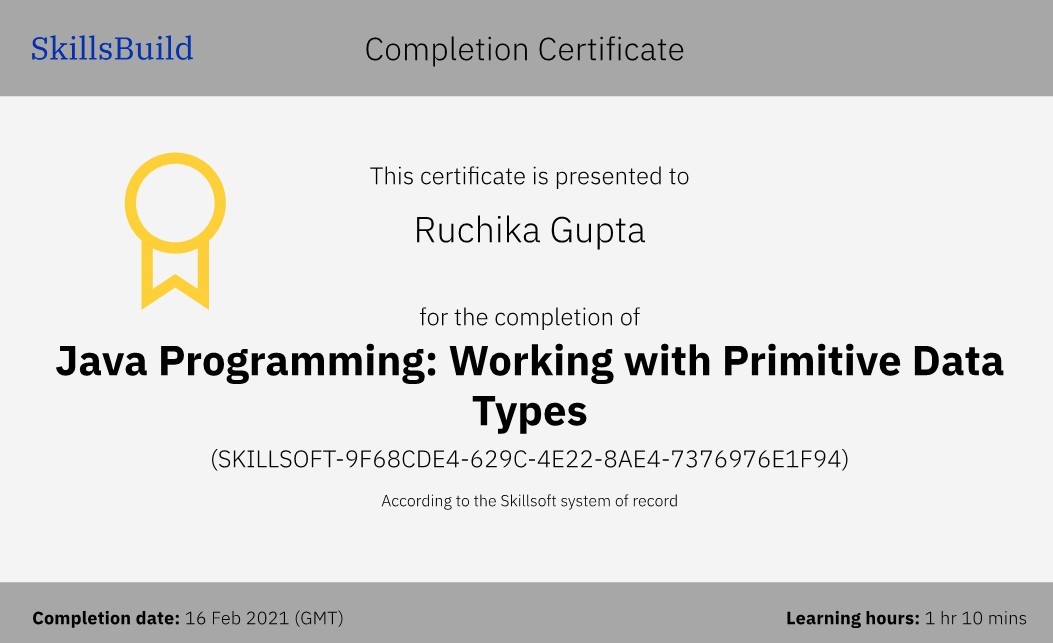 SkillsBuild
Completion Certificate
This certificate is presented to
Ruchika Gupta
for the completion of
Java Programming: Working with Primitive Data
Types
(SKILLSOFT-9F68CDE4-629C-4E22-8AE4-7376976E1F94)
According to the Skillsoft system of record
Completion date: 16 Feb 2021 (GMT)
Learning hours: 1 hr 10 mins